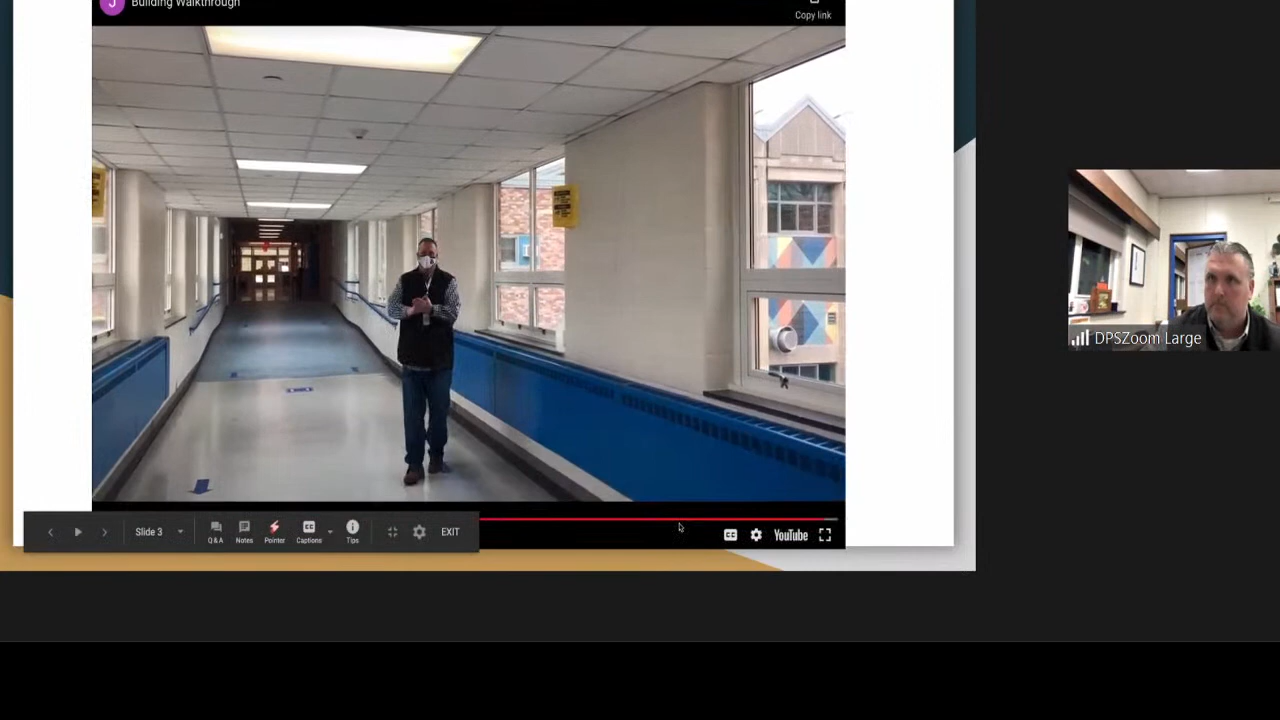 J Building Walkthrough
Copy link
DPSZoom Large
Slide 3
Q & A
Notes
Pointer
Captions
Tips
EXIT
YouTube